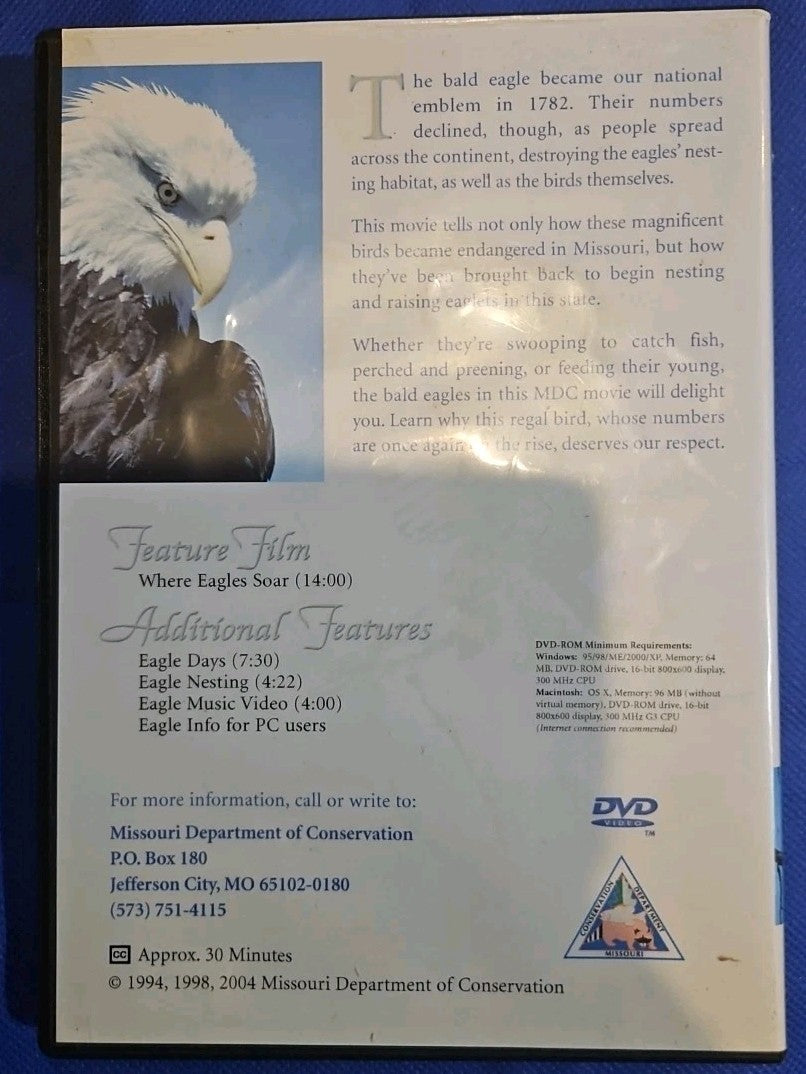 The bald eagle became our national
emblem in 1782. Their numbers
declined, though, as people spread
across the continent, destroying the eagles' nest-
ing habitat, as well as the birds themselves.
This movie tells not only how these magnificent
birds became endangered in Missouri, but how
they've been brought back to begin nesting
and raising eaglets in this state.
Whether they're swooping to catch fish,
perched and preening, or feeding their young,
the bald eagles in this MDC movie will delight
you. Learn why this regal bird, whose numbers
are once again the rise, deserves our respect.
Feature Film
Where Eagles Soar (14:00)
Additional Features
Eagle Days (7:30)
Eagle Nesting (4:22)
Eagle Music Video (4:00)
Eagle Info for PC users
DVD-ROM Minimum Requirements:
Windows: 95/98/ME/2000/XP, Memory: 64
MB, DVD-ROM drive, 16-bit 800x600 display,
300 MHz CPU
Macintosh: OS X, Memory: 96 MB (without
virtual memory), DVD-ROM drive, 16-bit
800x600 display, 300 MHz G3 CPU
(Internet connection recommended)
For more information, call or write to:
Missouri Department of Conservation
P.O. Box 180
Jefferson City, MO 65102-0180
(573) 751-4115
DVD
VIDEO
TM
CONSERVATION DEPARTMENT
MISSOURI
CC Approx. 30 Minutes
© 1994, 1998, 2004 Missouri Department of Conservation